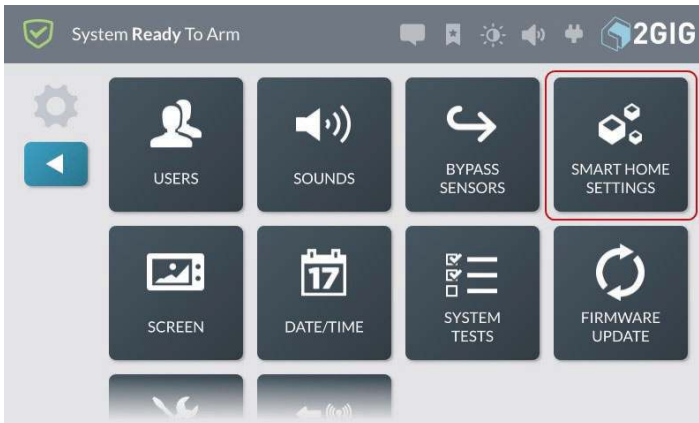 System Ready To Arm
2GIG
USERS
SOUNDS
BYPASS
SENSORS
SMART HOME
SETTINGS
SCREEN
17
DATE/TIME
SYSTEM
TESTS
FIRMWARE
UPDATE